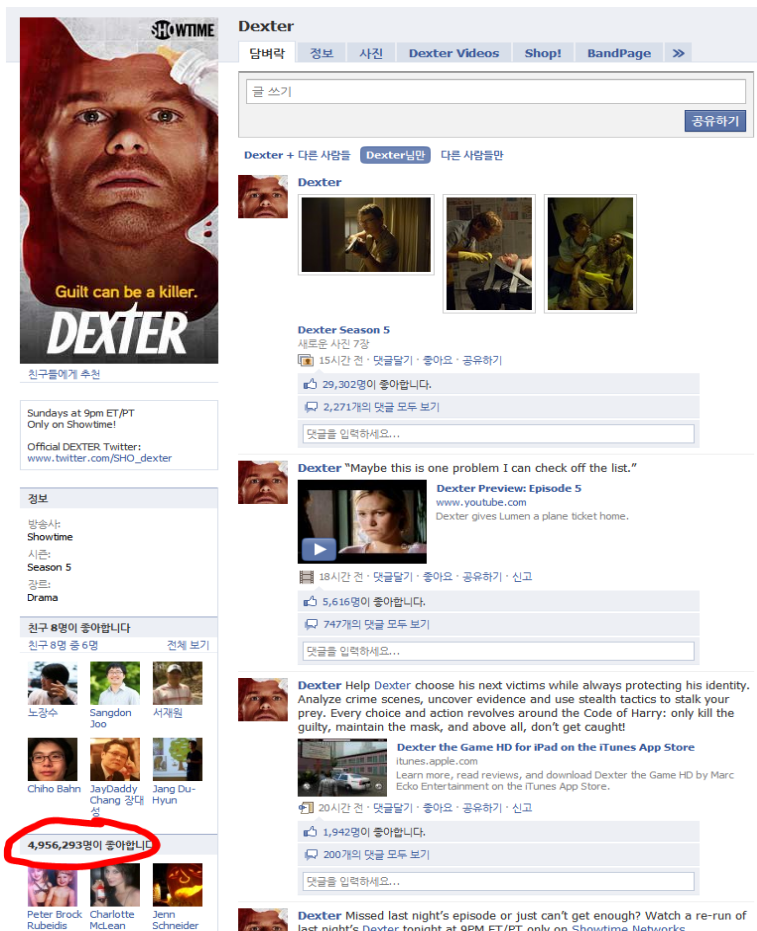 SHOWTIME
Guilt can be a killer.
DEXTER
친구들에게 추천
Sundays at 9pm ET/PT
Only on Showtime!
Official DEXTER Twitter:
www.twitter.com/SHO_dexter
정보
방송사:
Showtime
시즌:
Season 5
장르:
Drama
친구 8명이 좋아합니다
친구 8명 중 6명 전체 보기
노장수
Sangdon
Joo
서재원
Chiho Bahn
JayDaddy
Chang 장대
성
Jang Du-
Hyun
4,956,293명이 좋아합니다
Peter Brock
Rubeidis
Charlotte
McLean
Jenn
Schneider
Dexter
담벼락 정보 사진 Dexter Videos Shop! BandPage »
글 쓰기
공유하기
Dexter + 다른 사람들 Dexter님만 다른 사람들만
Dexter
Dexter Season 5
새로운 사진 7장
15시간 전 · 댓글달기 · 좋아요 · 공유하기
29,302명이 좋아합니다.
2,271개의 댓글 모두 보기
댓글을 입력하세요...
Dexter “Maybe this is one problem I can check off the list.”
Dexter Preview: Episode 5
www.youtube.com
Dexter gives Lumen a plane ticket home.
18시간 전 · 댓글달기 · 좋아요 · 공유하기 · 신고
5,616명이 좋아합니다.
747개의 댓글 모두 보기
댓글을 입력하세요...
Dexter Help Dexter choose his next victims while always protecting his identity.
Analyze crime scenes, uncover evidence and use stealth tactics to stalk your
prey. Every choice and action revolves around the Code of Harry: only kill the
guilty, maintain the mask, and above all, don’t get caught!
Dexter the Game HD for iPad on the iTunes App Store
itunes.apple.com
Learn more, read reviews, and download Dexter the Game HD by Marc
Ecko Entertainment on the iTunes App Store.
20시간 전 · 댓글달기 · 좋아요 · 공유하기 · 신고
1,942명이 좋아합니다.
200개의 댓글 모두 보기
댓글을 입력하세요...
Dexter Missed last night’s episode or just can’t get enough? Watch a re-run of
last night’s Dexter tonight at 9PM ET/PT only on Showtime Networks